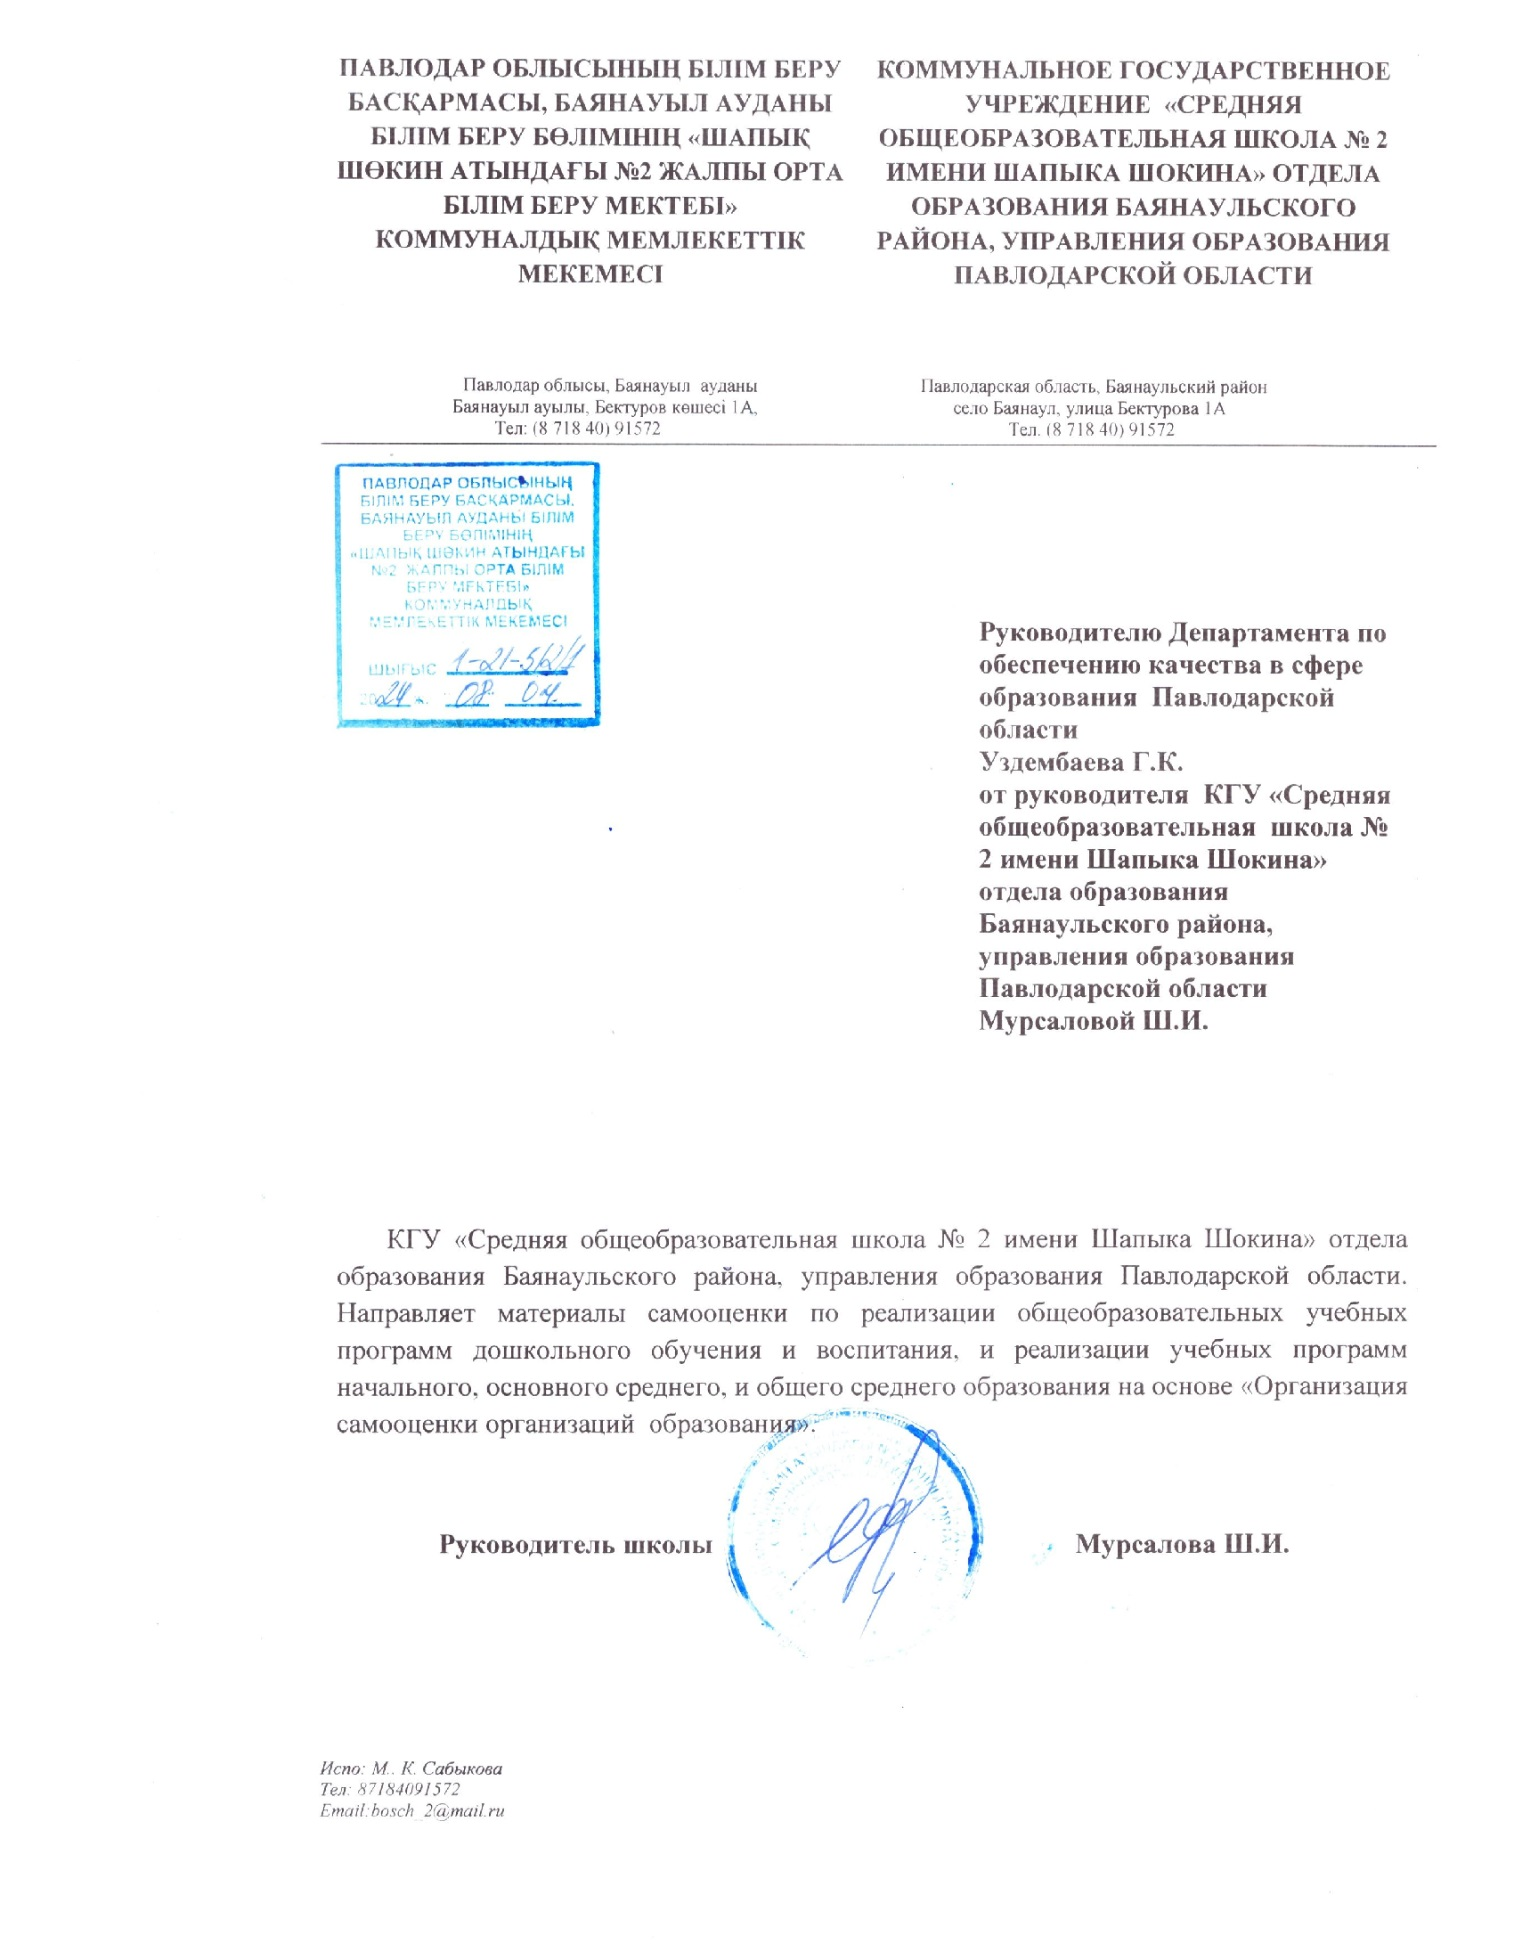 ПАВЛОДАР ОБЛЫСЫНЫҢ БІЛІМ БЕРУ
БАСҚАРМАСЫ, БАЯНАУЫЛ АУДАНЫ
БІЛІМ БЕРУ БӨЛІМІНІҢ «ШАПЫҚ
ШӨКИН АТЫНДАҒЫ №2 ЖАЛПЫ ОРТА
БІЛІМ БЕРУ МЕКТЕБІ»
КОММУНАЛДЫҚ МЕМЛЕКЕТТІК
МЕКЕМЕСІ
КОММУНАЛЬНОЕ ГОСУДАРСТВЕННОЕ
УЧРЕЖДЕНИЕ «СРЕДНЯЯ
ОБЩЕОБРАЗОВАТЕЛЬНАЯ ШКОЛА № 2
ИМЕНИ ШАПЫКА ШОКИНА» ОТДЕЛА
ОБРАЗОВАНИЯ БАЯНАУЛЬСКОГО
РАЙОНА, УПРАВЛЕНИЯ ОБРАЗОВАНИЯ
ПАВЛОДАРСКОЙ ОБЛАСТИ
Павлодар облысы, Баянауыл ауданы
Баянауыл ауылы, Бектуров көшесі 1А,
Тел: (8 718 40) 91572
Павлодарская область, Баянаульский район
село Баянаул, улица Бектурова 1А
Тел. (8 718 40) 91572
ПАВЛОДАР ОБЛЫСЫНЫҢ
БІЛІМ БЕРУ БАСҚАРМАСЫ,
БАЯНАУЫЛ АУДАНЫ БІЛІМ
БЕРУ БӨЛІМІНІҢ
«ШАПЫҚ ШӨКИН АТЫНДАҒЫ
№2 ЖАЛПЫ ОРТА БІЛІМ
БЕРУ МЕКТЕБІ»
КОММУНАЛДЫҚ
МЕМЛЕКЕТТІК МЕКЕМЕСІ
ШЫҒЫС 1-21-5/2/1
2024 ж. 08 04.
Руководителю Департамента по
обеспечению качества в сфере
образования Павлодарской
области
Уздембаева Г.К.
от руководителя КГУ «Средняя
общеобразовательная школа №
2 имени Шапыка Шокина»
отдела образования
Баянаульского района,
управления образования
Павлодарской области
Мурсаловой Ш.И.
КГУ «Средняя общеобразовательная школа № 2 имени Шапыка Шокина» отдела
образования Баянаульского района, управления образования Павлодарской области.
Направляет материалы самооценки по реализации общеобразовательных учебных
программ дошкольного обучения и воспитания, и реализации учебных программ
начального, основного среднего, и общего среднего образования на основе «Организация
самооценки организаций образования».
Руководитель школы Мурсалова Ш.И.
Испо: М.. К. Сабыкова
Тел: 87184091572
Email:bosch_2@mail.ru